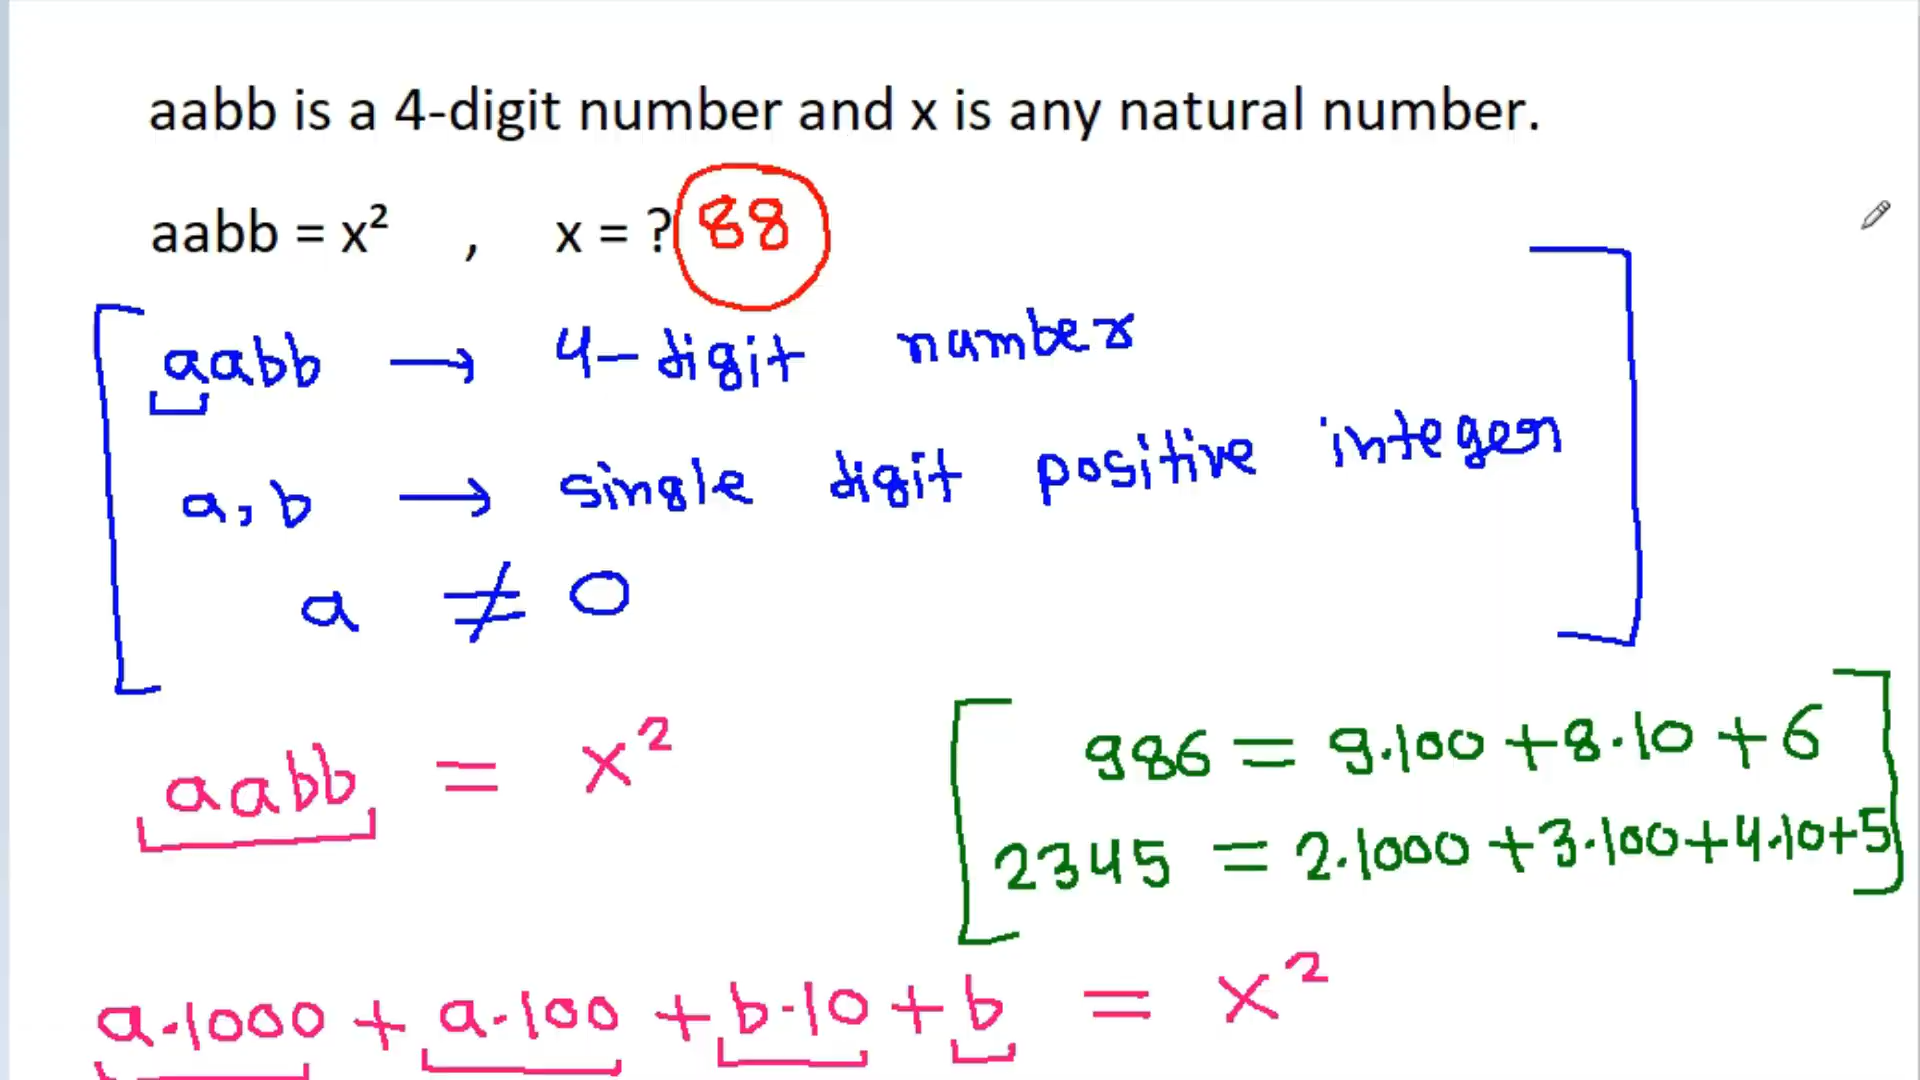 aabb is a 4-digit number and x is any natural number.
aabb = x² , x = ? 88
aabb → 4-digit number
a, b → single digit positive integer
a ≠ 0
aabb = x²
986 = 9.100 + 8.10 + 6
2345 = 2.1000 + 3.100 + 4.10 + 5
a.1000 + a.100 + b.10 + b = x²